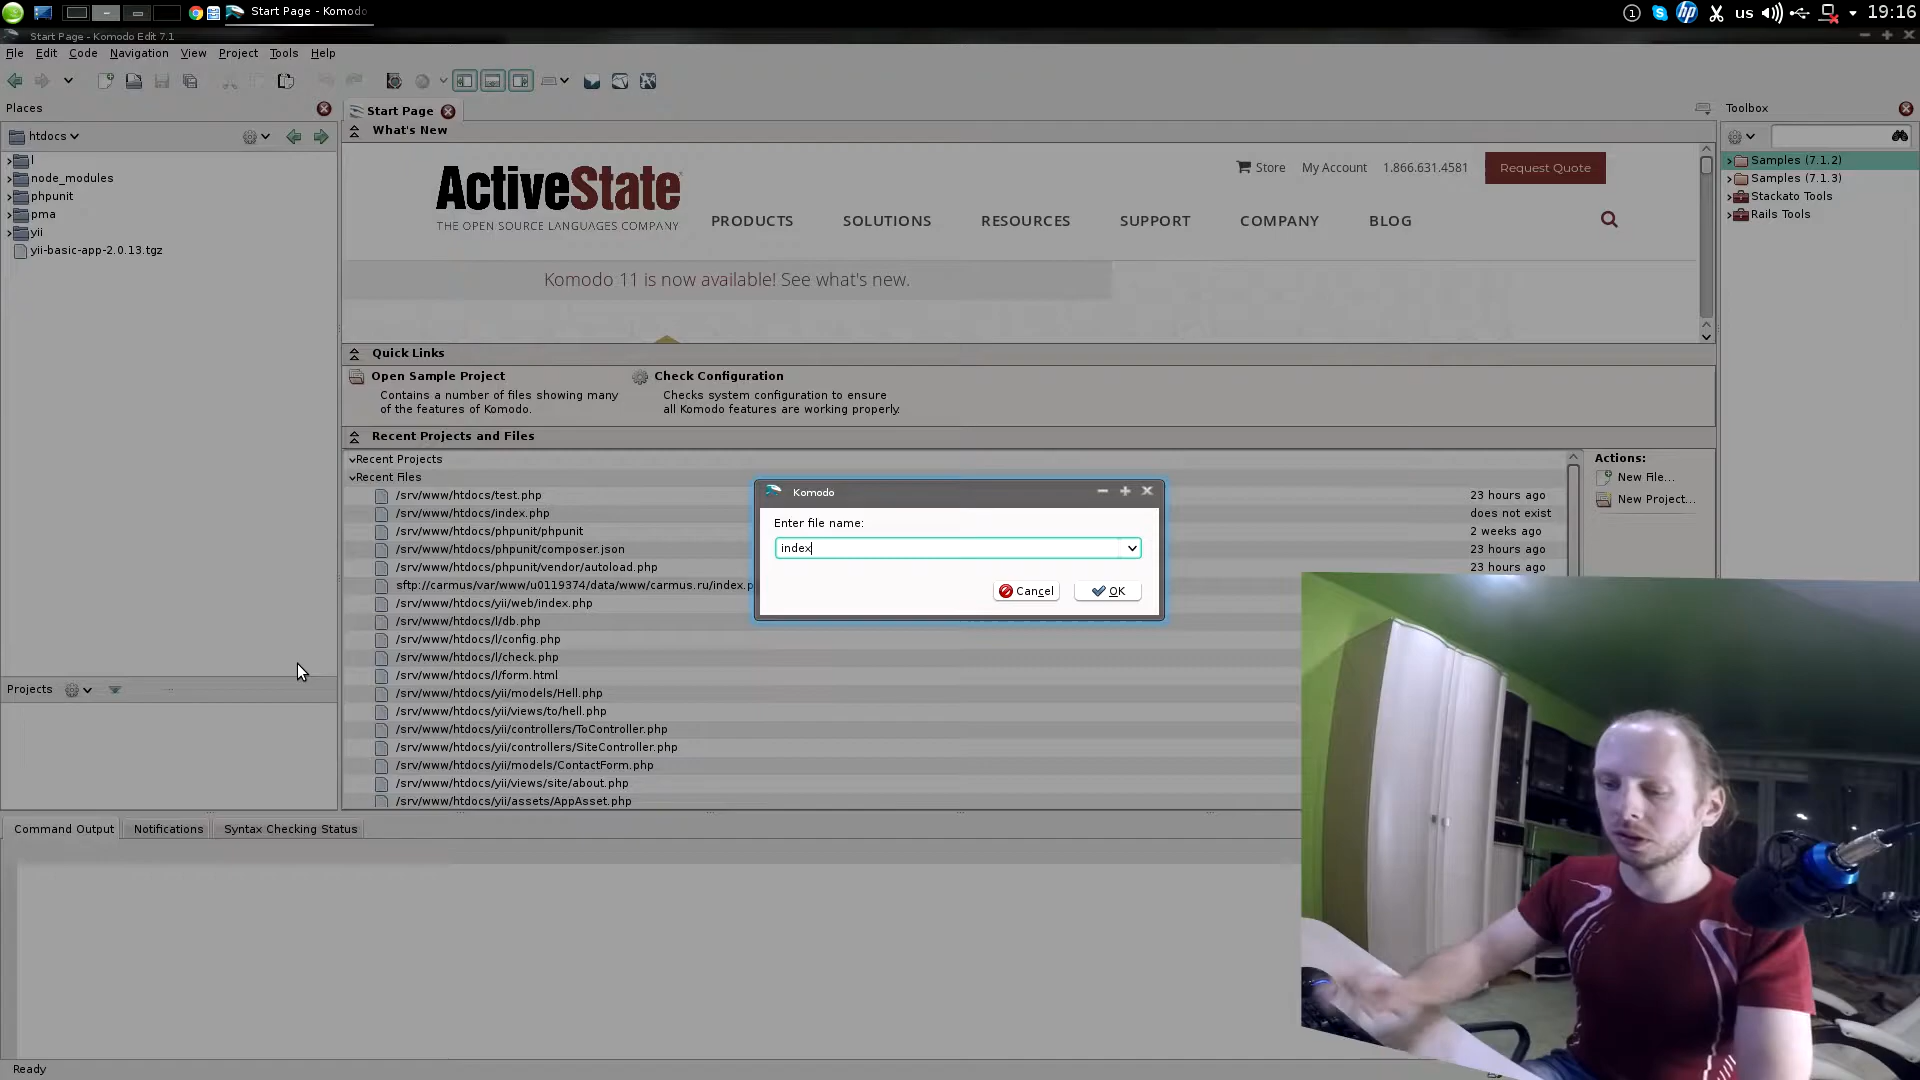 Start Page - Komodo
us
19:16
Start Page - Komodo Edit 7.1
File Edit Code Navigation View Project Tools Help
Places
htdocs
l
node_modules
phpunit
pma
yii
yii-basic-app-2.0.13.tgz
Projects
Start Page
What's New
ActiveState
THE OPEN SOURCE LANGUAGES COMPANY
Store My Account 1.866.631.4581 Request Quote
PRODUCTS SOLUTIONS RESOURCES SUPPORT COMPANY BLOG
Komodo 11 is now available! See what's new.
Quick Links
Open Sample Project
Contains a number of files showing many
of the features of Komodo.
Check Configuration
Checks system configuration to ensure
all Komodo features are working properly.
Recent Projects and Files
Recent Projects
Recent Files
/srv/www/htdocs/test.php 23 hours ago
/srv/www/htdocs/index.php does not exist
/srv/www/htdocs/phpunit/phpunit 2 weeks ago
/srv/www/htdocs/phpunit/composer.json 23 hours ago
/srv/www/htdocs/phpunit/vendor/autoload.php 23 hours ago
sftp://carmus/var/www/u0119374/data/www/carmus.ru/index.p
/srv/www/htdocs/yii/web/index.php
/srv/www/htdocs/l/db.php
/srv/www/htdocs/l/config.php
/srv/www/htdocs/l/check.php
/srv/www/htdocs/l/form.html
/srv/www/htdocs/yii/models/Hell.php
/srv/www/htdocs/yii/views/to/hell.php
/srv/www/htdocs/yii/controllers/ToController.php
/srv/www/htdocs/yii/controllers/SiteController.php
/srv/www/htdocs/yii/models/ContactForm.php
/srv/www/htdocs/yii/views/site/about.php
/srv/www/htdocs/yii/assets/AppAsset.php
Actions:
New File...
New Project...
Komodo
Enter file name:
index
Cancel OK
Toolbox
Samples (7.1.2)
Samples (7.1.3)
Stackato Tools
Rails Tools
Command Output Notifications Syntax Checking Status
Ready